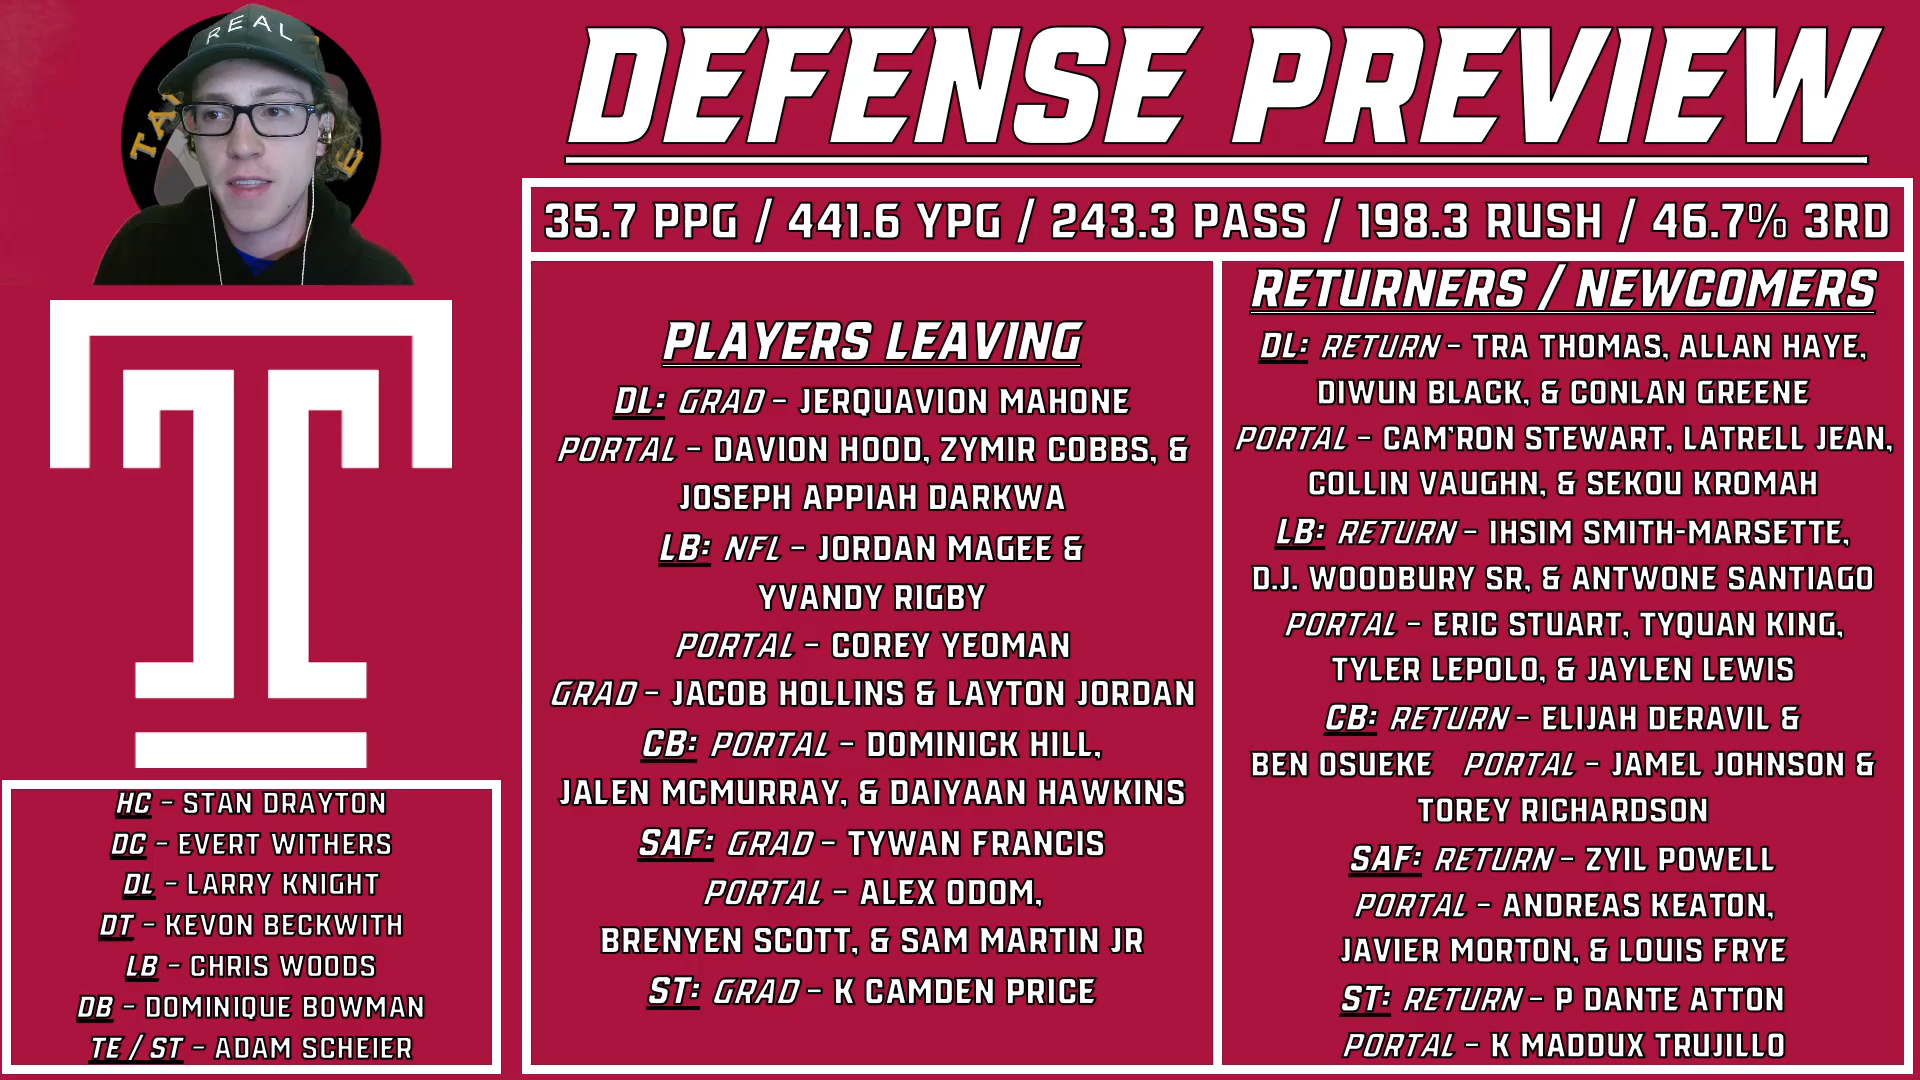 REAL
TA
E
DEFENSE PREVIEW
35.7 PPG / 441.6 YPG / 243.3 PASS / 198.3 RUSH / 46.7% 3RD
PLAYERS LEAVING
DL: GRAD - JERQUAVION MAHONE
PORTAL - DAVION HOOD, ZYMIR COBBS, &
JOSEPH APPIAH DARKWA
LB: NFL - JORDAN MAGEE &
YVANDY RIGBY
PORTAL - COREY YEOMAN
GRAD - JACOB HOLLINS & LAYTON JORDAN
CB: PORTAL - DOMINICK HILL,
JALEN MCMURRAY, & DAIYAAN HAWKINS
SAF: GRAD - TYWAN FRANCIS
PORTAL - ALEX ODOM,
BRENYEN SCOTT, & SAM MARTIN JR
ST: GRAD - K CAMDEN PRICE
RETURNERS / NEWCOMERS
DL: RETURN - TRA THOMAS, ALLAN HAYE,
DIWUN BLACK, & CONLAN GREENE
PORTAL - CAM'RON STEWART, LATRELL JEAN,
COLLIN VAUGHN, & SEKOU KROMAH
LB: RETURN - IHSIM SMITH-MARSETTE,
D.J. WOODBURY SR, & ANTWONE SANTIAGO
PORTAL - ERIC STUART, TYQUAN KING,
TYLER LEPOLO, & JAYLEN LEWIS
CB: RETURN - ELIJAH DERAVIL &
BEN OSUEKE PORTAL - JAMEL JOHNSON &
TOREY RICHARDSON
SAF: RETURN - ZYIL POWELL
PORTAL - ANDREAS KEATON,
JAVIER MORTON, & LOUIS FRYE
ST: RETURN - P DANTE ATTON
PORTAL - K MADDUX TRUJILLO
HC - STAN DRAYTON
DC - EVERT WITHERS
DL - LARRY KNIGHT
DT - KEVON BECKWITH
LB - CHRIS WOODS
DB - DOMINIQUE BOWMAN
TE / ST - ADAM SCHEIER